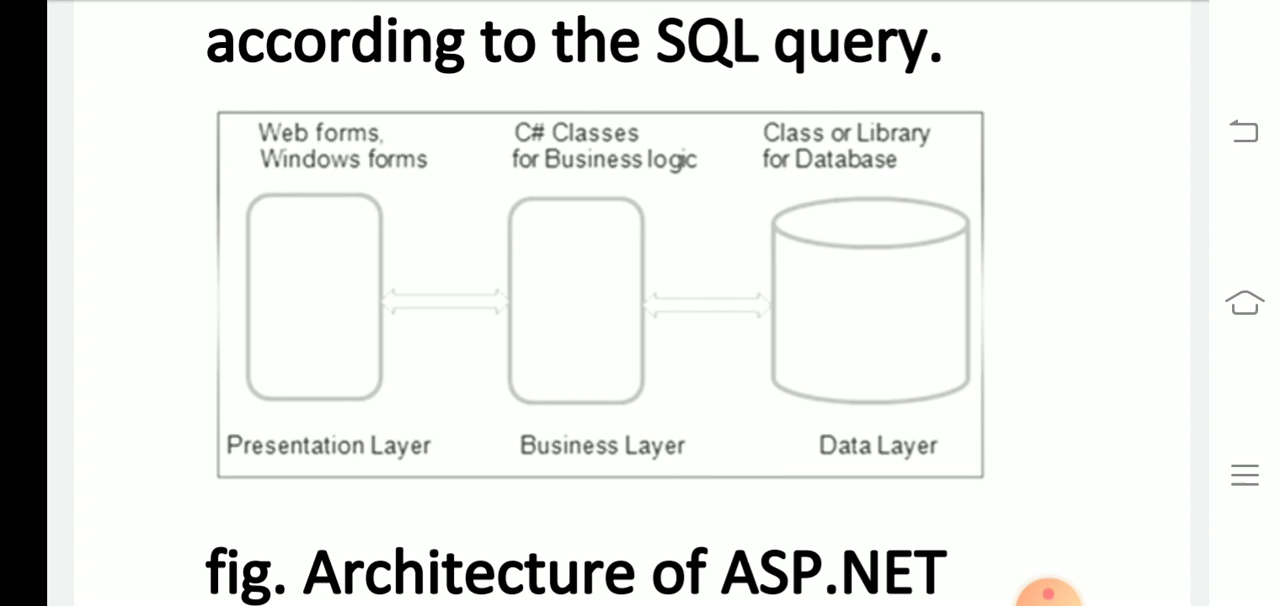 according to the SQL query.
Web forms,
Windows forms
C# Classes
for Business logic
Class or Library
for Database
Presentation Layer
Business Layer
Data Layer
fig. Architecture of ASP.NET